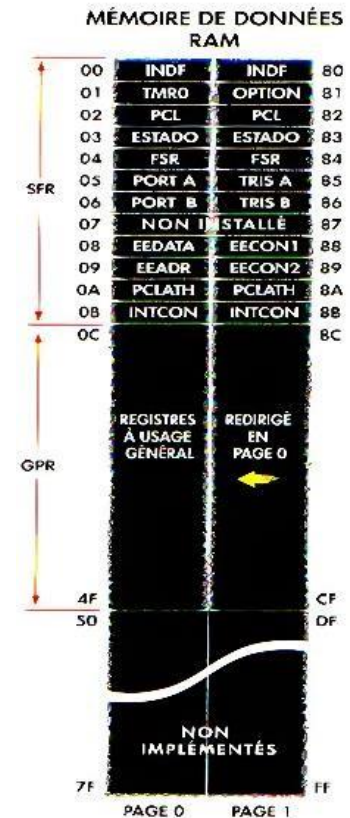 MÉMOIRE DE DONNÉES
RAM
00 INDF INDF 80
01 TMR0 OPTION 81
02 PCL PCL 82
03 ESTADO ESTADO 83
04 FSR FSR 84
05 PORT A TRIS A 85
SFR
06 PORT B TRIS B 86
07 NON INSTALLÉ 87
08 EEDATA EECON1 88
09 EEADR EECON2 89
0A PCLATH PCLATH 8A
0B INTCON INTCON 8B
0C 8C
REGISTRES REDIRIGÈ
À USAGE EN
GÉNÉRAL PAGE 0
GPR
4F CF
50 DF
NON
IMPLÉMENTÉS
7F FF
PAGE 0 PAGE 1